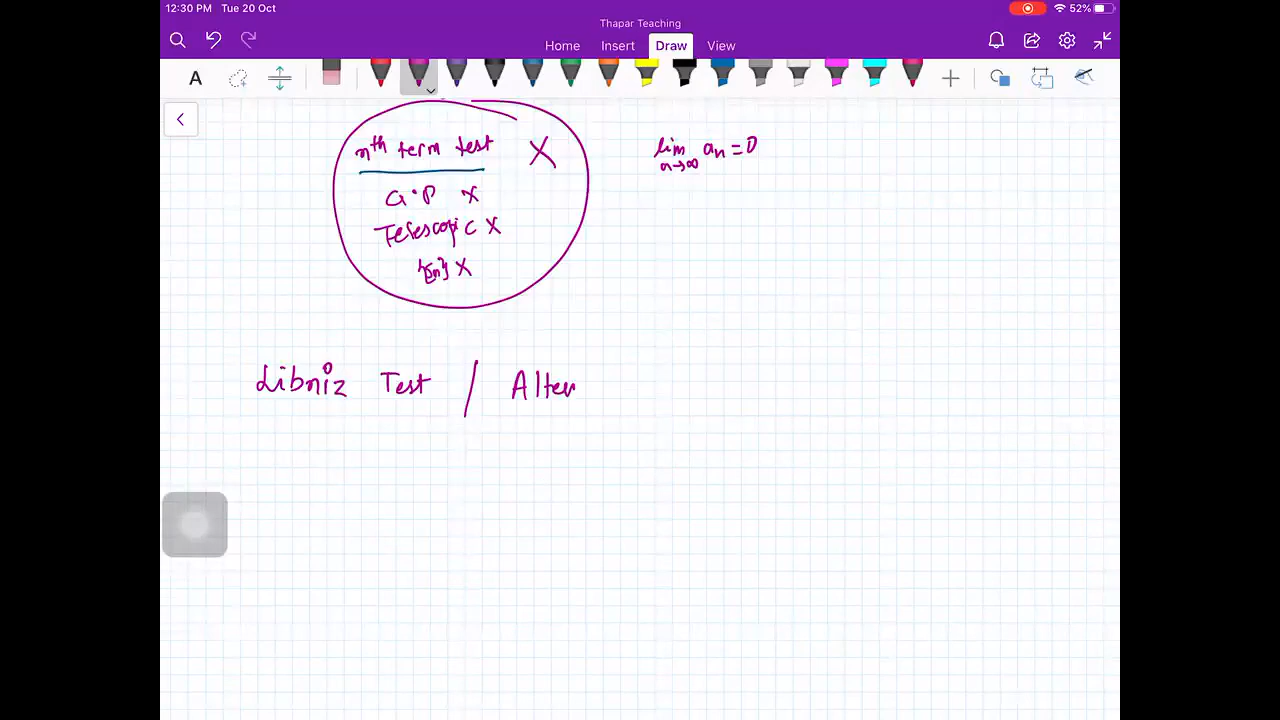 12:30 PM Tue 20 Oct
52%
Thapar Teaching
Home Insert Draw View
A
nth term test X
lim an = 0
n→∞
G.P X
Telescopic X
X
Libniz Test / Alter